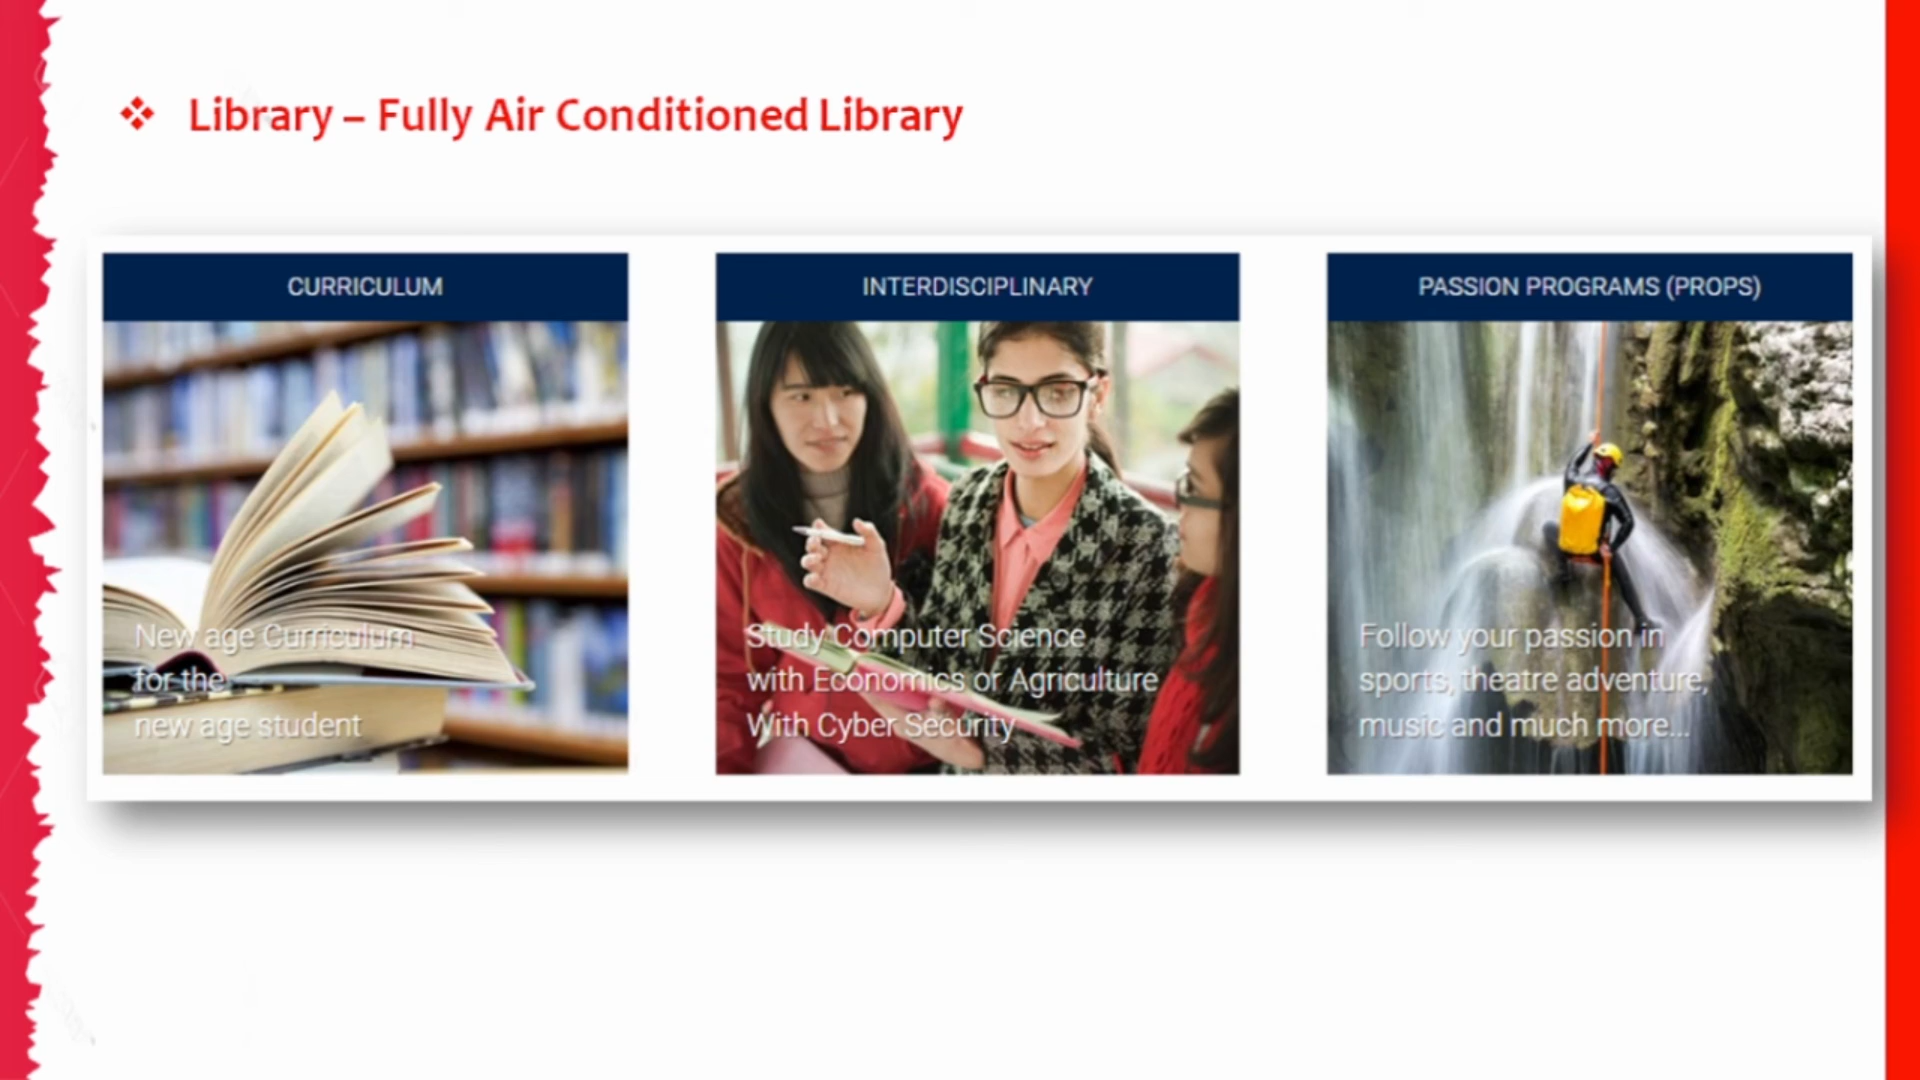 Library – Fully Air Conditioned Library
CURRICULUM
New age Curriculum
for the
new age student
INTERDISCIPLINARY
Study Computer Science
with Economics or Agriculture
With Cyber Security
PASSION PROGRAMS (PROPS)
Follow your passion in
sports, theatre adventure,
music and much more...